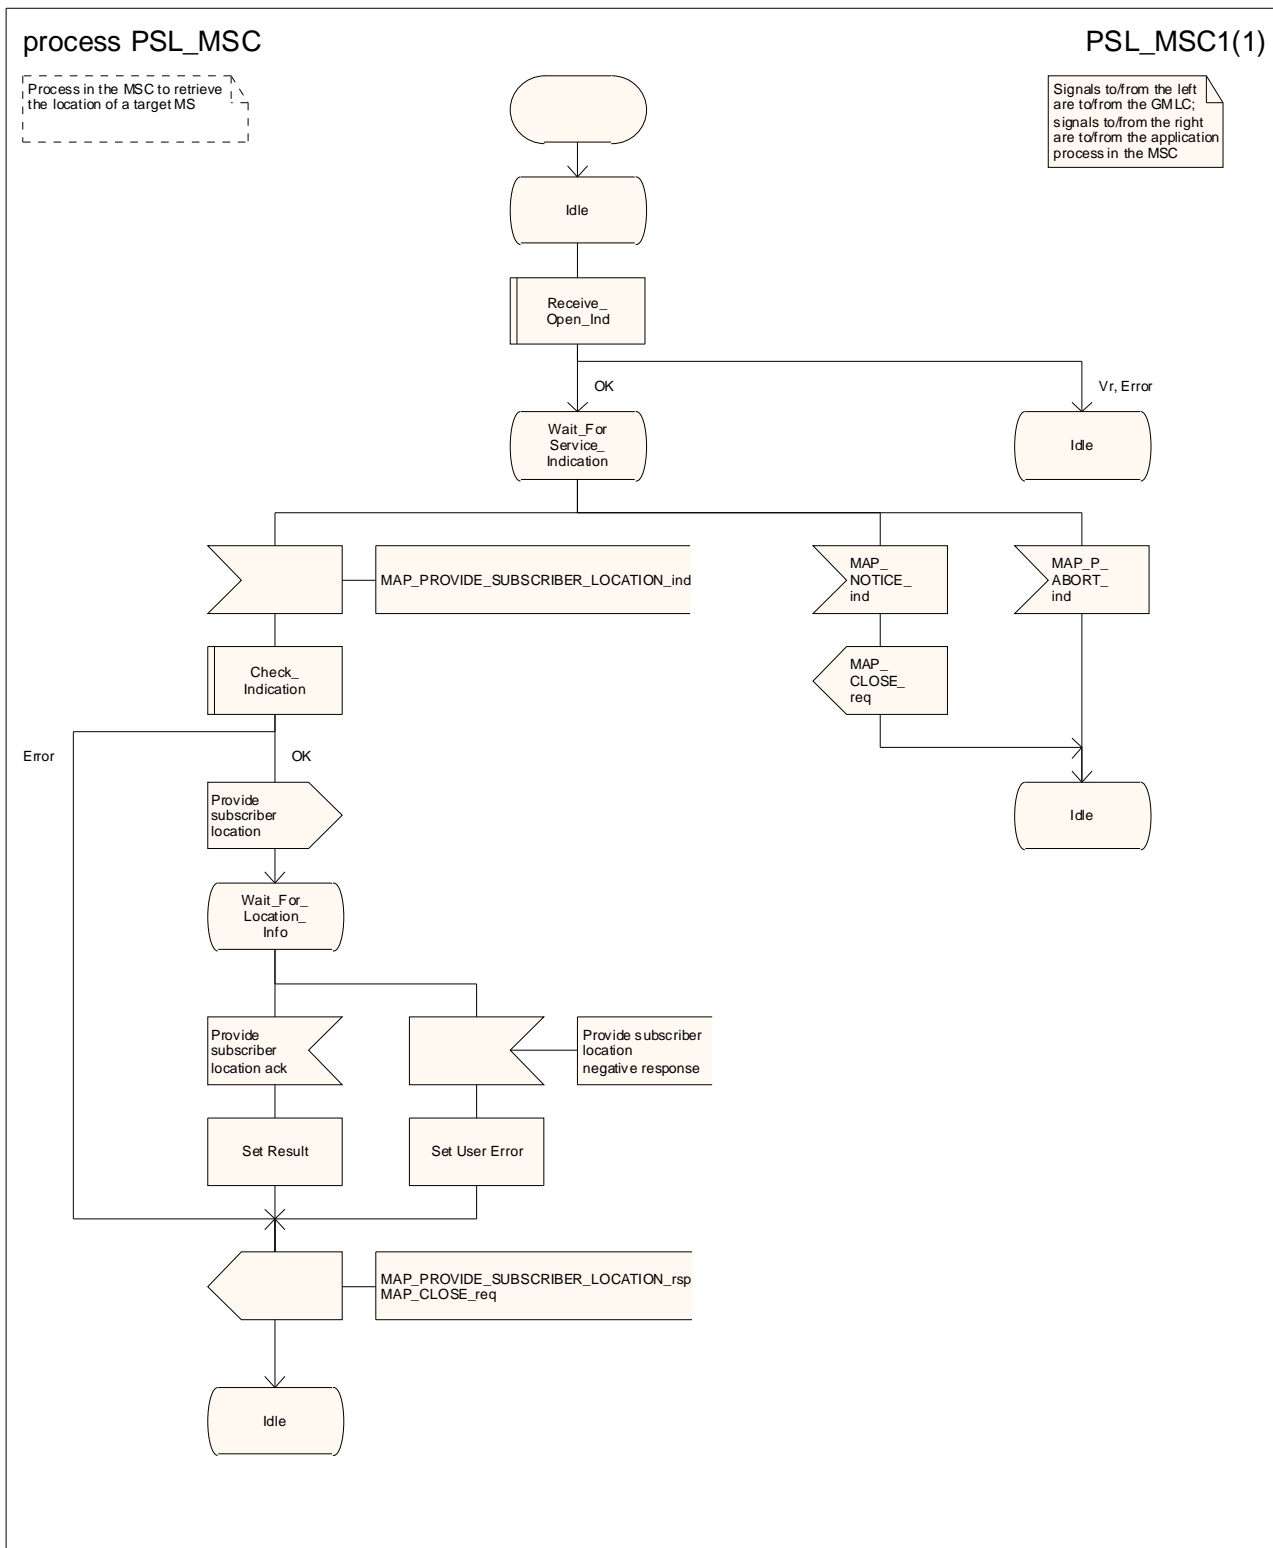 process PSL_MSC
PSL_MSC1(1)
Process in the MSC to retrieve
the location of a target MS
Signals to/from the left
are to/from the GMLC;
signals to/from the right
are to/from the application
process in the MSC
Idle
Receive_
Open_Ind
OK
Vr, Error
Wait_For
Service_
Indication
Idle
MAP_PROVIDE_SUBSCRIBER_LOCATION_ind
MAP_
NOTICE_
ind
MAP_P_
ABORT_
ind
Check_
Indication
MAP_
CLOSE_
req
Error
OK
Provide
subscriber
location
Idle
Wait_For_
Location_
Info
Provide
subscriber
location ack
Provide subscriber
location
negative response
Set Result
Set User Error
MAP_PROVIDE_SUBSCRIBER_LOCATION_rsp
MAP_CLOSE_req
Idle